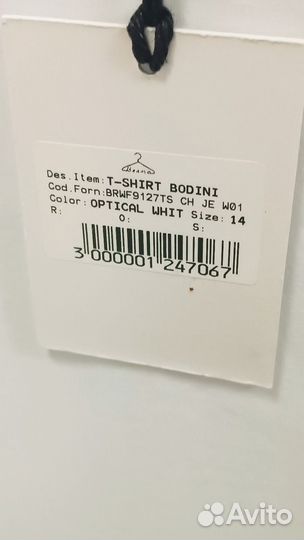 Des.Item:T-SHIRT BODINI
Cod.Forn:BRWF9127TS CH JE W01
Color:OPTICAL WHIT Size: 14
R: O: S:
3 000001 247067
Avito